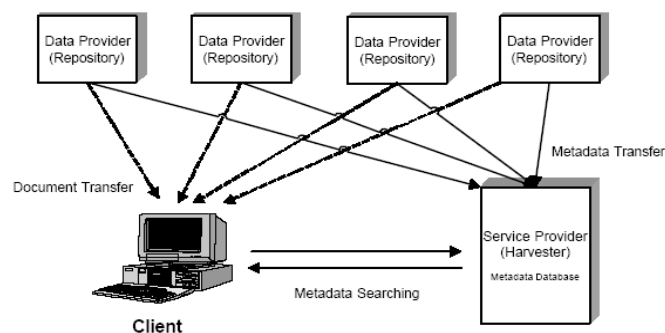 Data Provider
(Repository)
Data Provider
(Repository)
Data Provider
(Repository)
Data Provider
(Repository)
Metadata Transfer
Document Transfer
Service Provider
(Harvester)
Metadata Database
Metadata Searching
Client